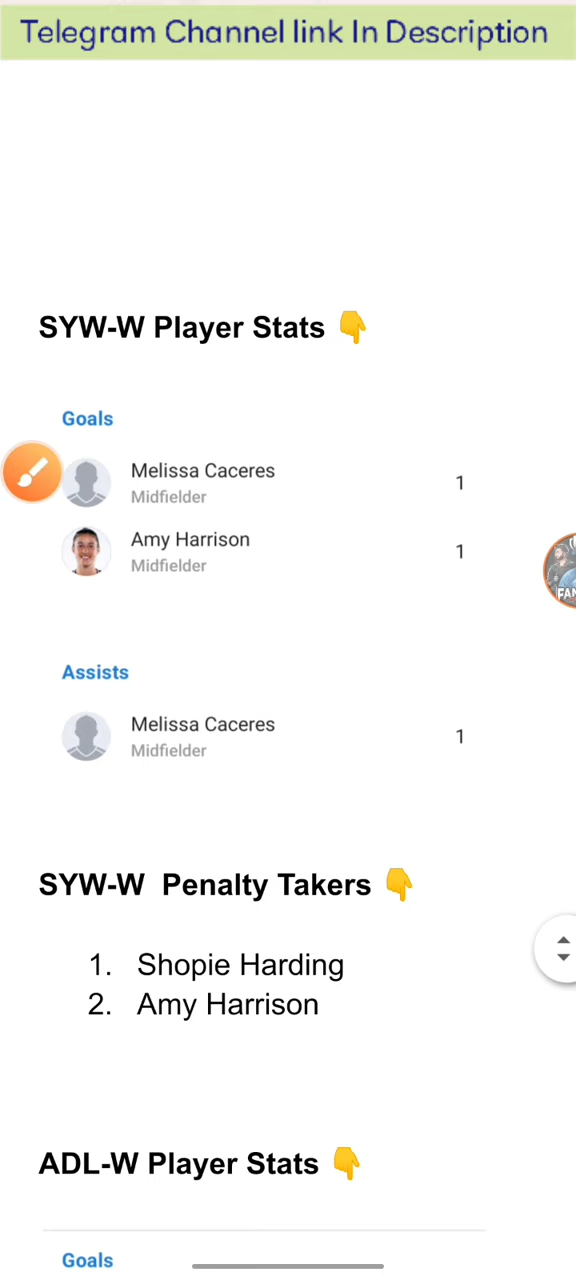 Telegram Channel link In Description
SYW-W Player Stats 👇
Goals
Melissa Caceres
Midfielder
1
Amy Harrison
Midfielder
1
FAN
Assists
Melissa Caceres
Midfielder
1
SYW-W Penalty Takers 👇
1. Shopie Harding
2. Amy Harrison
ADL-W Player Stats 👇
Goals